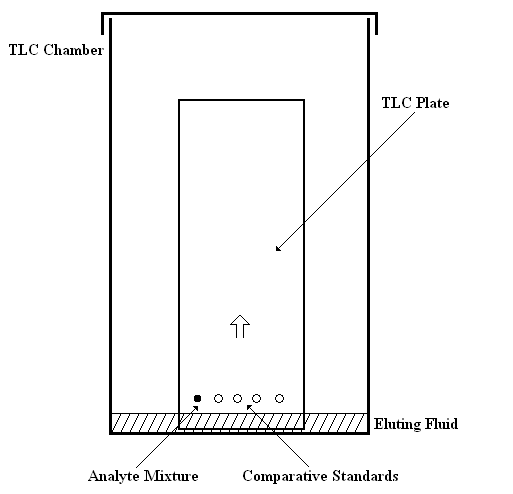 TLC Chamber
TLC Plate
Eluting Fluid
Analyte Mixture
Comparative Standards